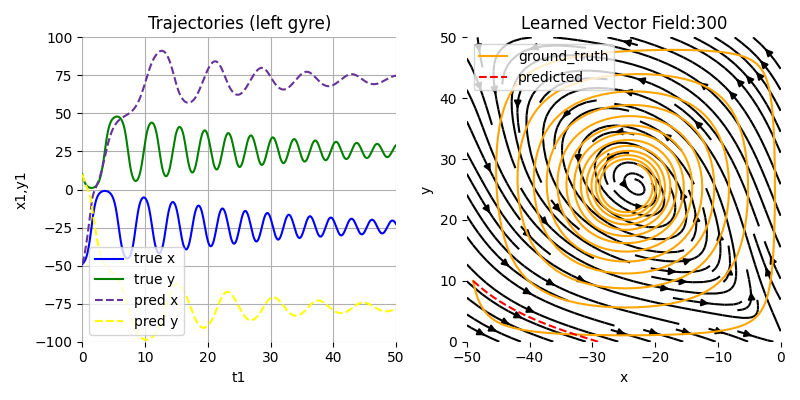 Trajectories (left gyre)
100
75
50
25
0
−25
−50
−75
−100
x1,y1
true x
true y
pred x
pred y
0 10 20 30 40 50
t1
Learned Vector Field:300
50
40
30
20
10
0
y
ground_truth
predicted
−50 −40 −30 −20 −10 0
x